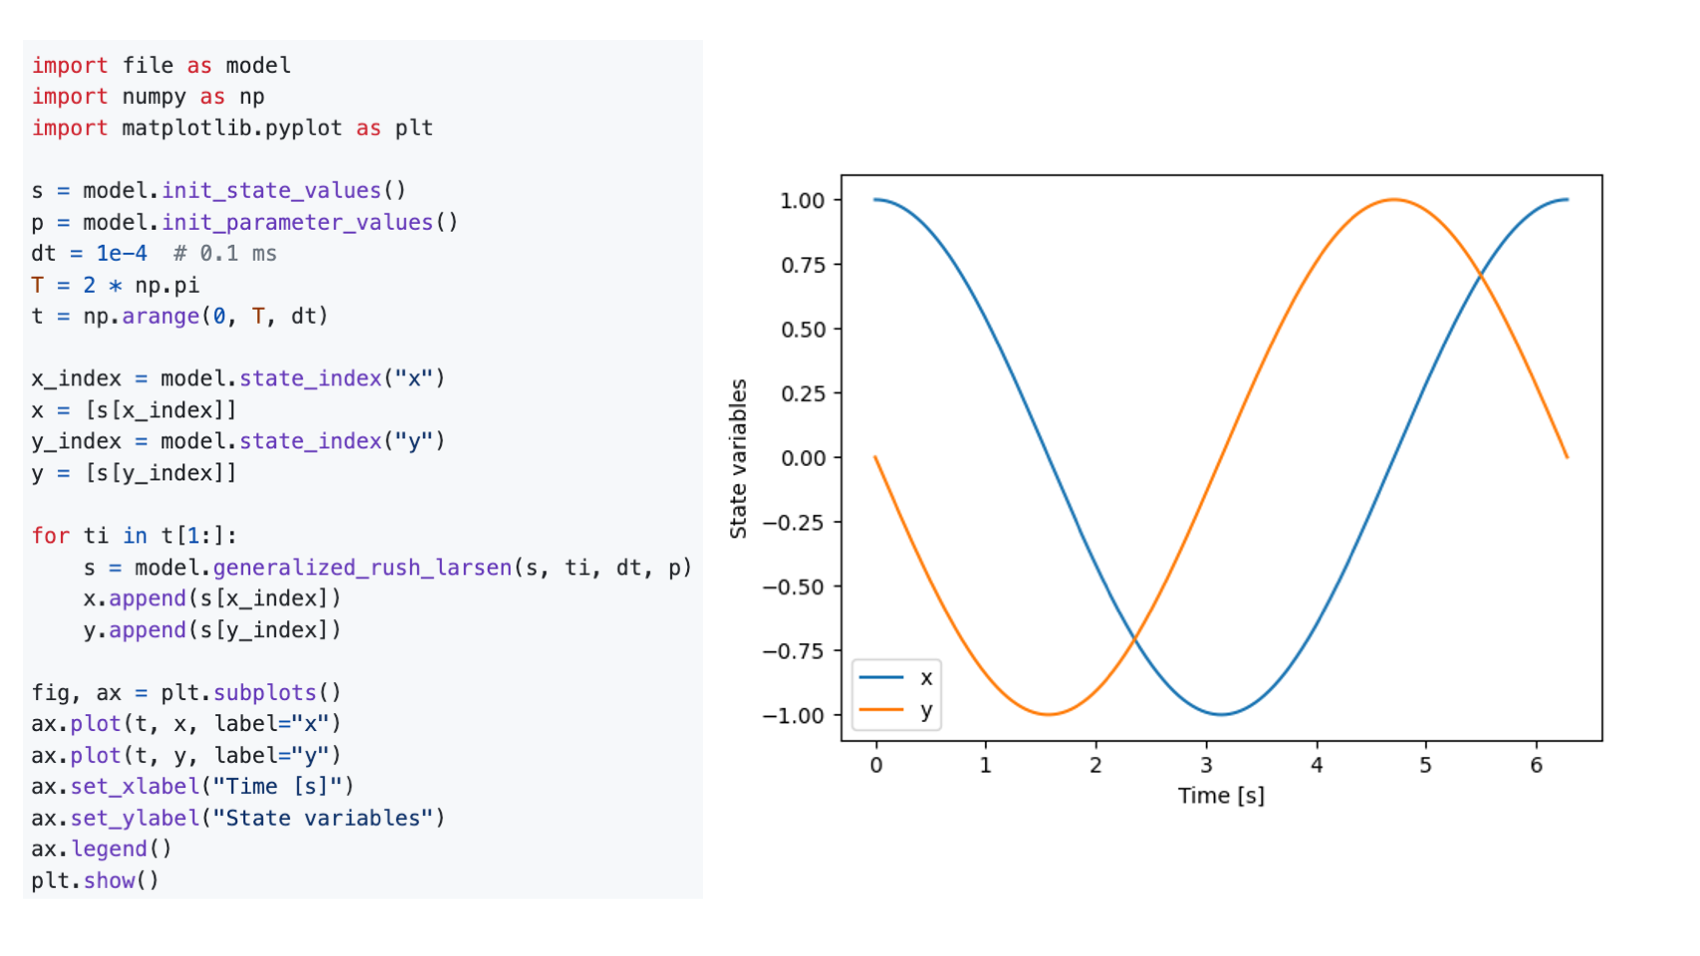 import file as model
import numpy as np
import matplotlib.pyplot as plt

s = model.init_state_values()
p = model.init_parameter_values()
dt = 1e-4  # 0.1 ms
T = 2 * np.pi
t = np.arange(0, T, dt)

x_index = model.state_index("x")
x = [s[x_index]]
y_index = model.state_index("y")
y = [s[y_index]]

for ti in t[1:]:
    s = model.generalized_rush_larsen(s, ti, dt, p)
    x.append(s[x_index])
    y.append(s[y_index])

fig, ax = plt.subplots()
ax.plot(t, x, label="x")
ax.plot(t, y, label="y")
ax.set_xlabel("Time [s]")
ax.set_ylabel("State variables")
ax.legend()
plt.show()
State variables
1.00
0.75
0.50
0.25
0.00
−0.25
−0.50
−0.75
−1.00
x
y
0 1 2 3 4 5 6
Time [s]